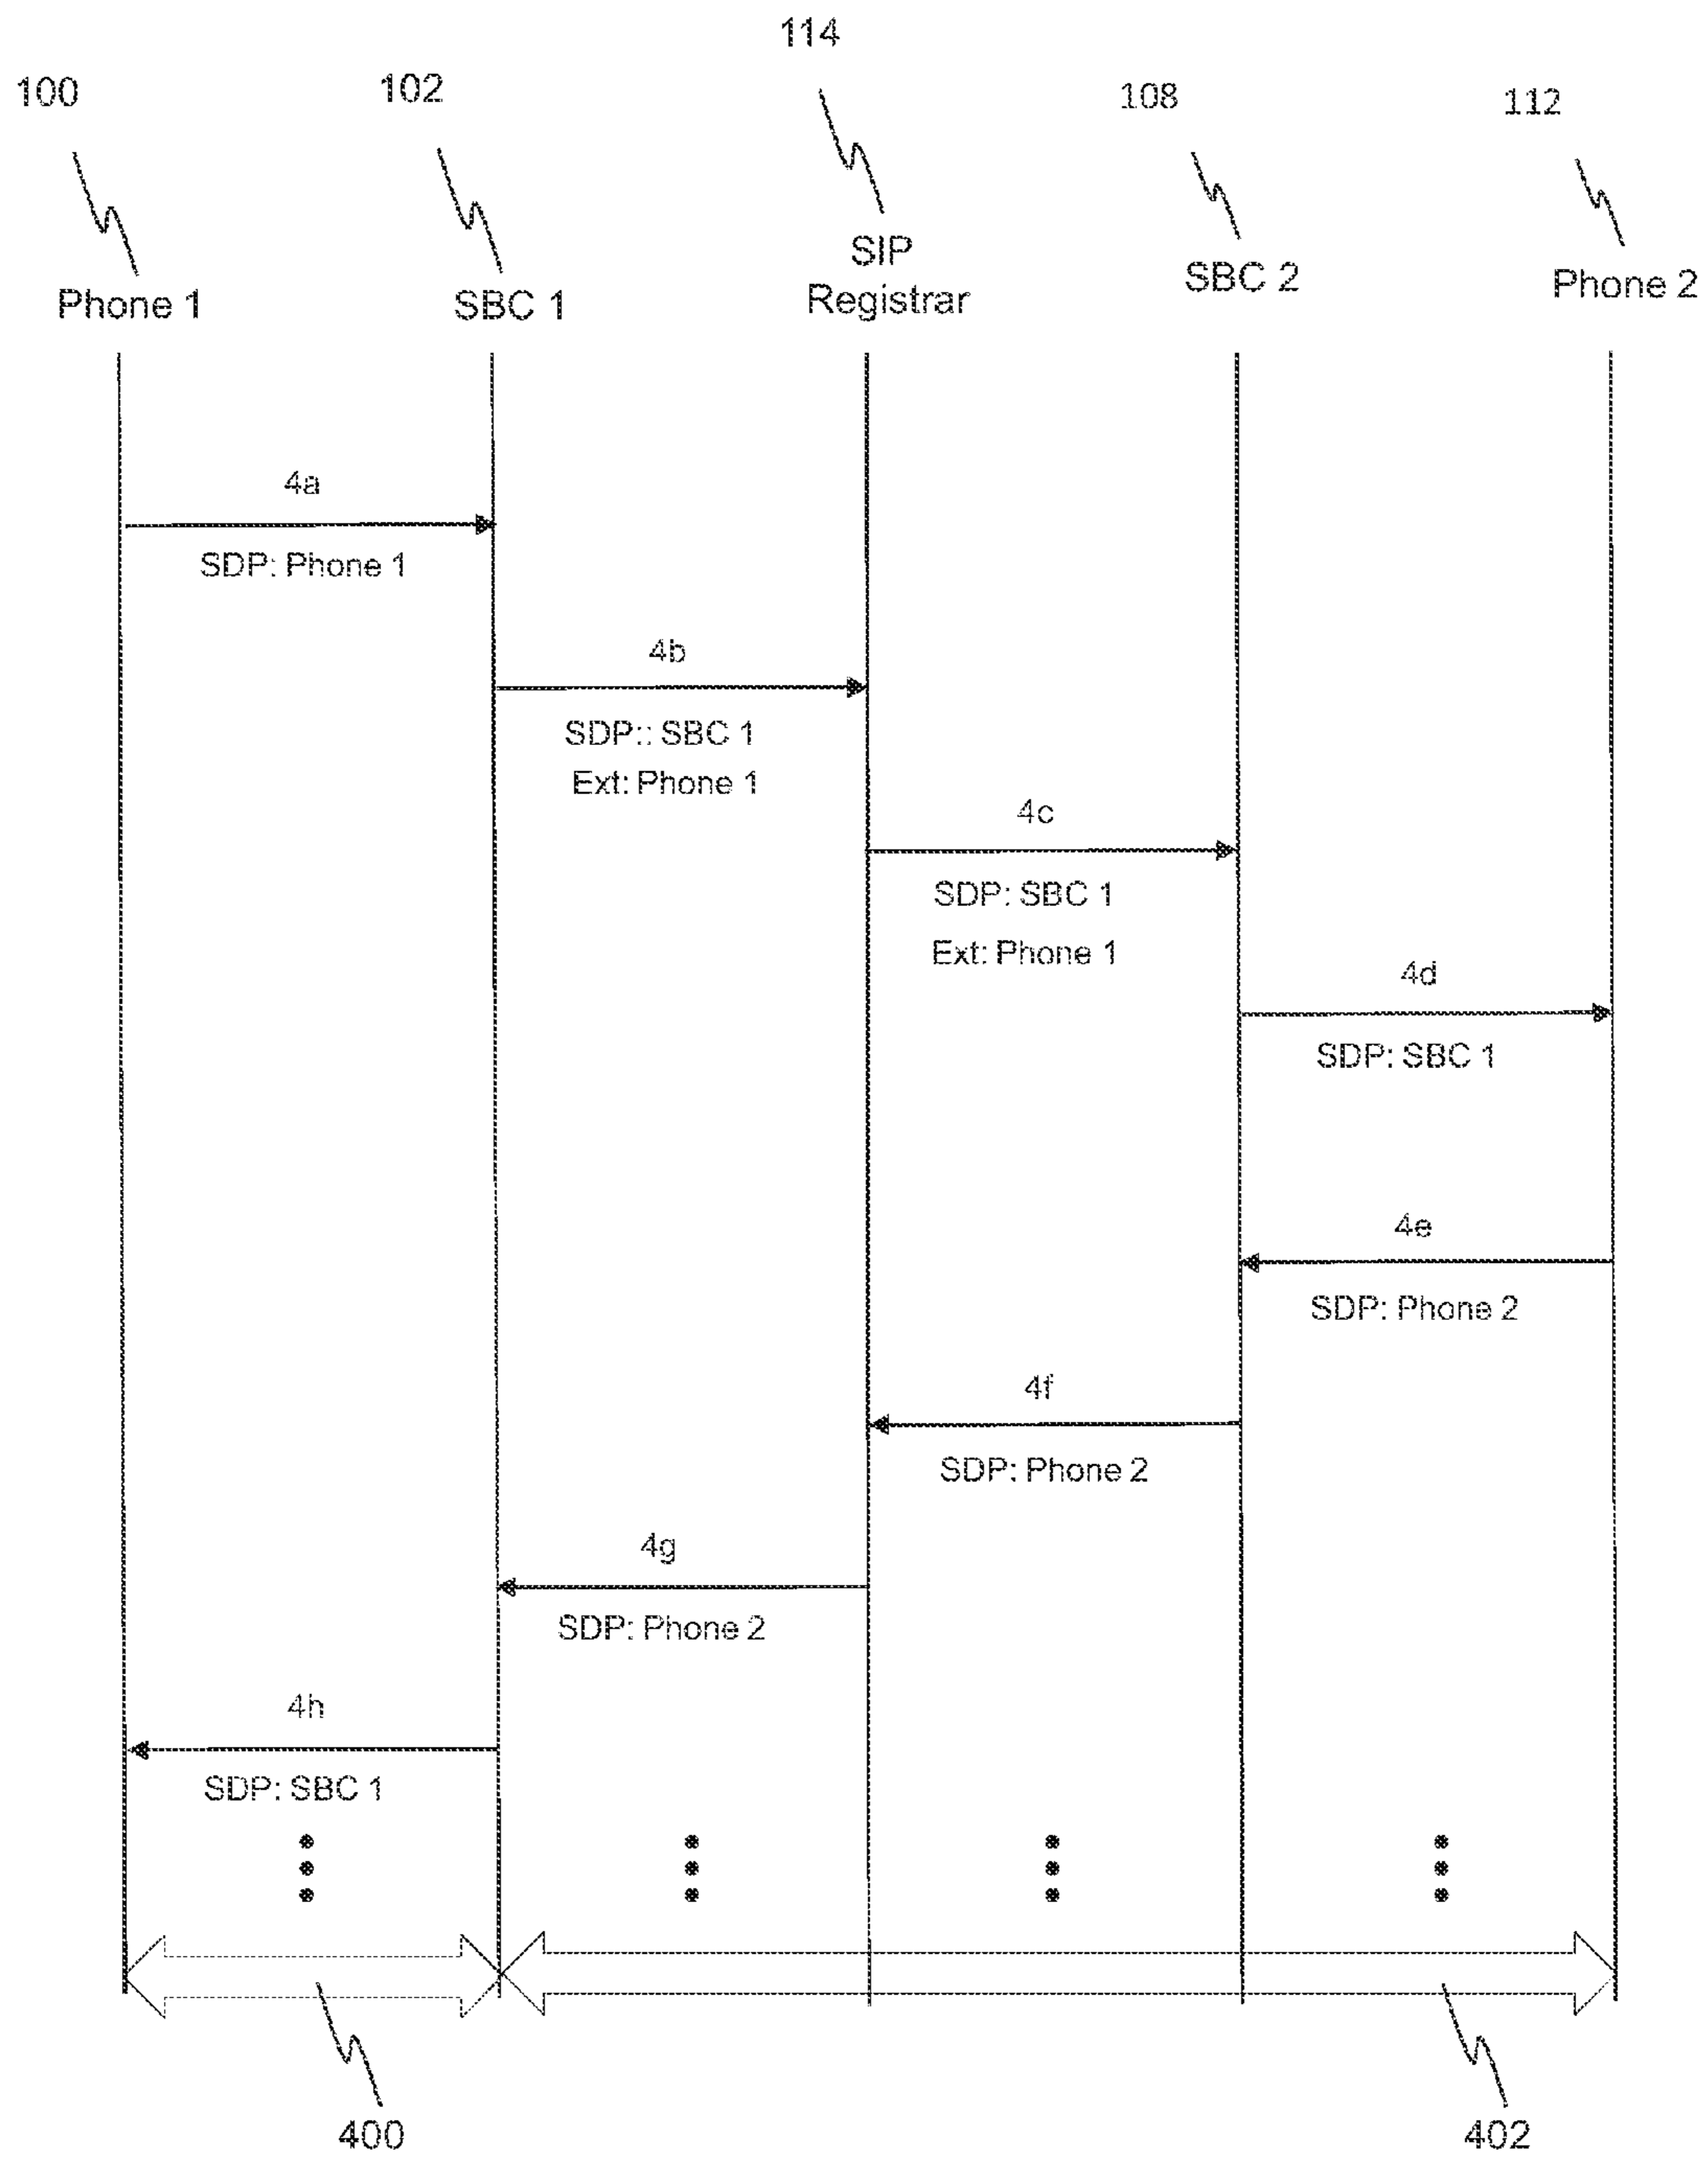 114
100
102
108
112
SIP
Registrar
SBC 2
Phone 2
Phone 1
SBC 1
4a
SDP: Phone 1
4b
SDP:: SBC 1
Ext: Phone 1
4c
SDP: SBC 1
Ext: Phone 1
4d
SDP: SBC 1
4e
SDP: Phone 2
4f
SDP: Phone 2
4g
SDP: Phone 2
4h
SDP: SBC 1
400
402